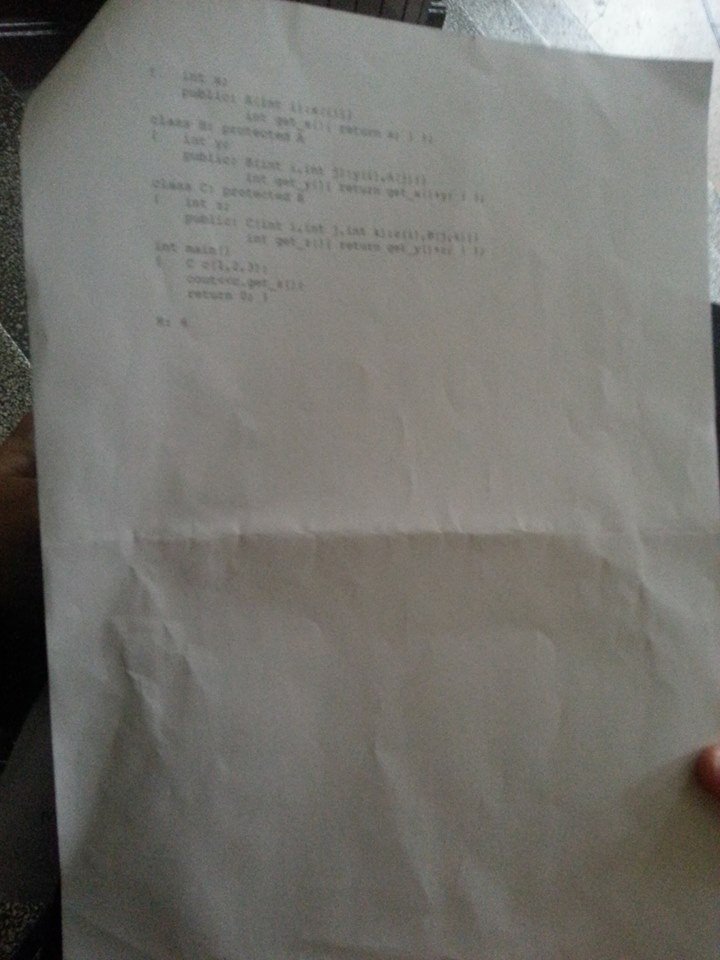 { int x;
public: A(int i):x(i){}
int get_x(){ return x; } };
class B: protected A
{ int y;
public: B(int i,int j):y(i),A(j){}
int get_y(){ return get_x()+y; } };
class C: protected B
{ int z;
public: C(int i,int j,int k):z(i),B(j,k){}
int get_z(){ return get_y()+z; } };
int main()
{ C c(1,2,3);
cout<<c.get_z();
return 0; }
R: 6